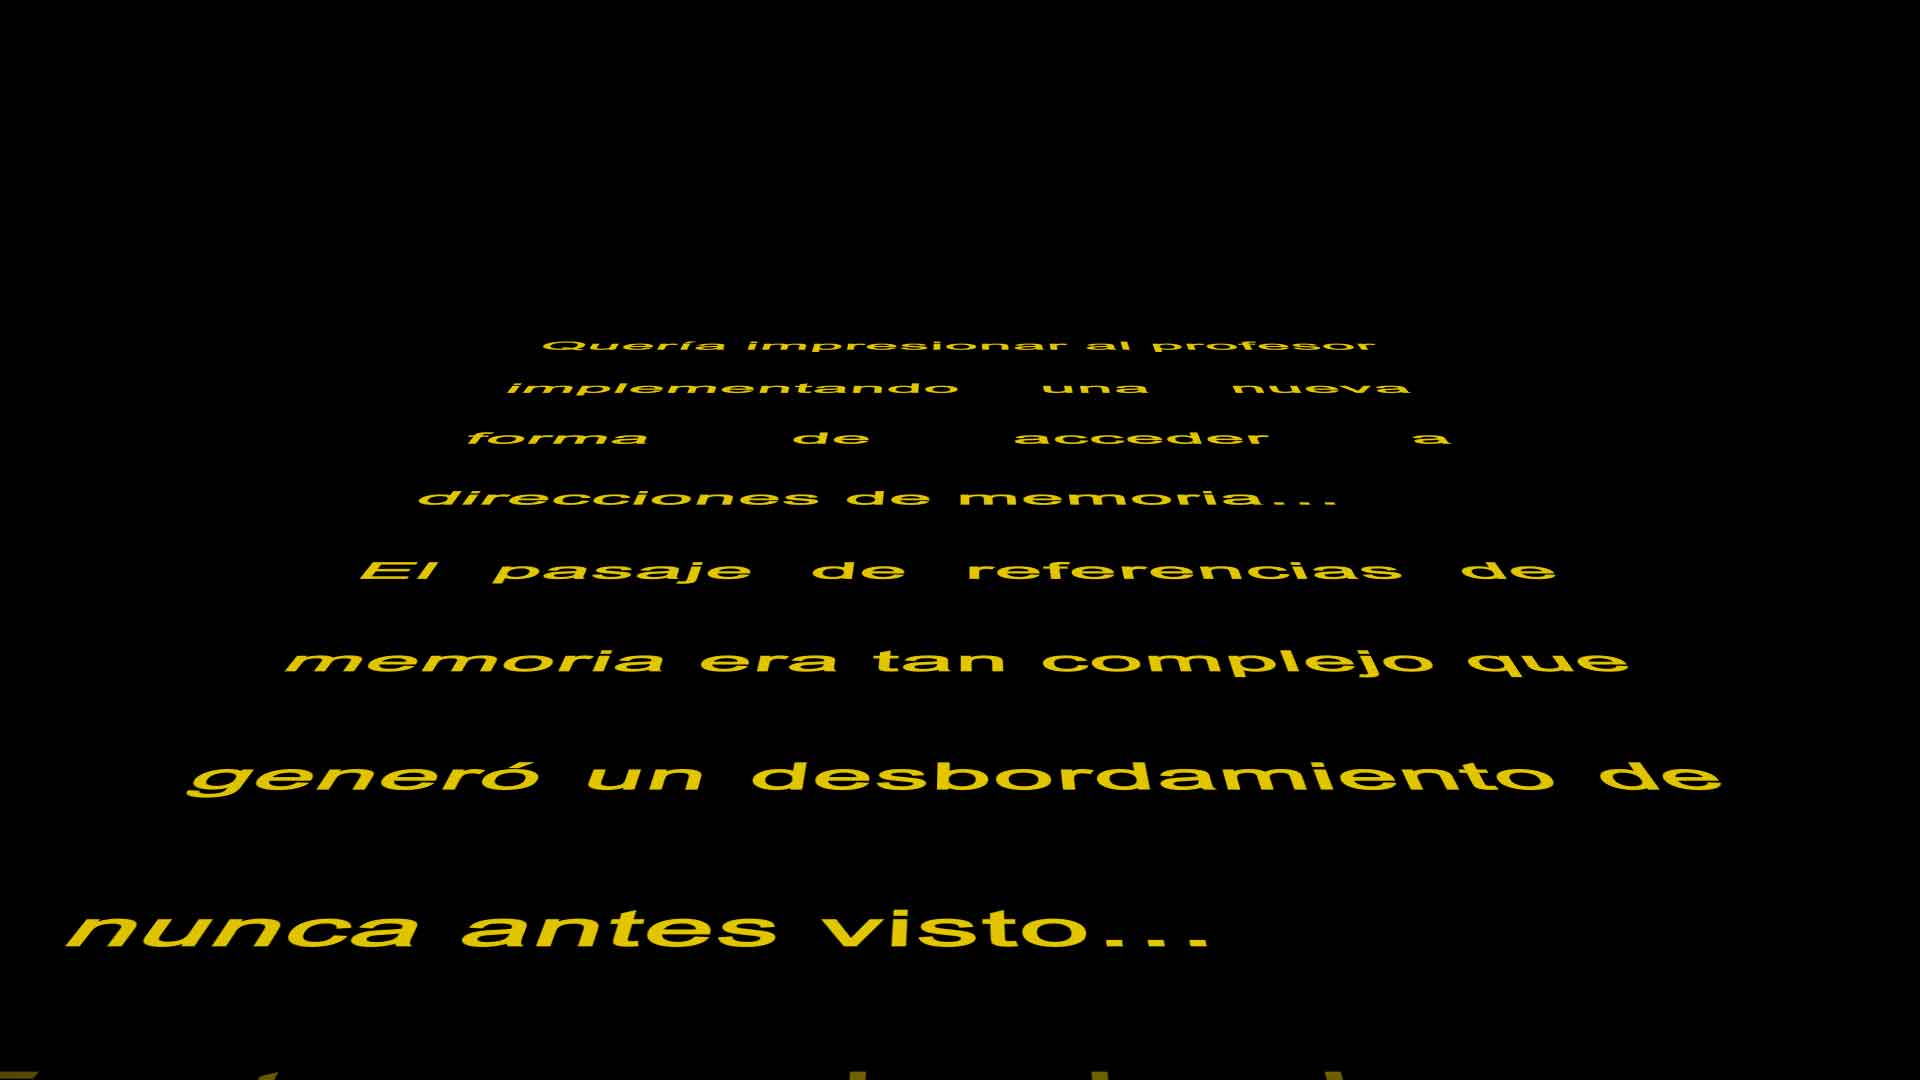 Quería impresionar al profesor
implementando una nueva
forma de acceder a
direcciones de memoria...
El pasaje de referencias de
memoria era tan complejo que
generó un desbordamiento de
nunca antes visto...